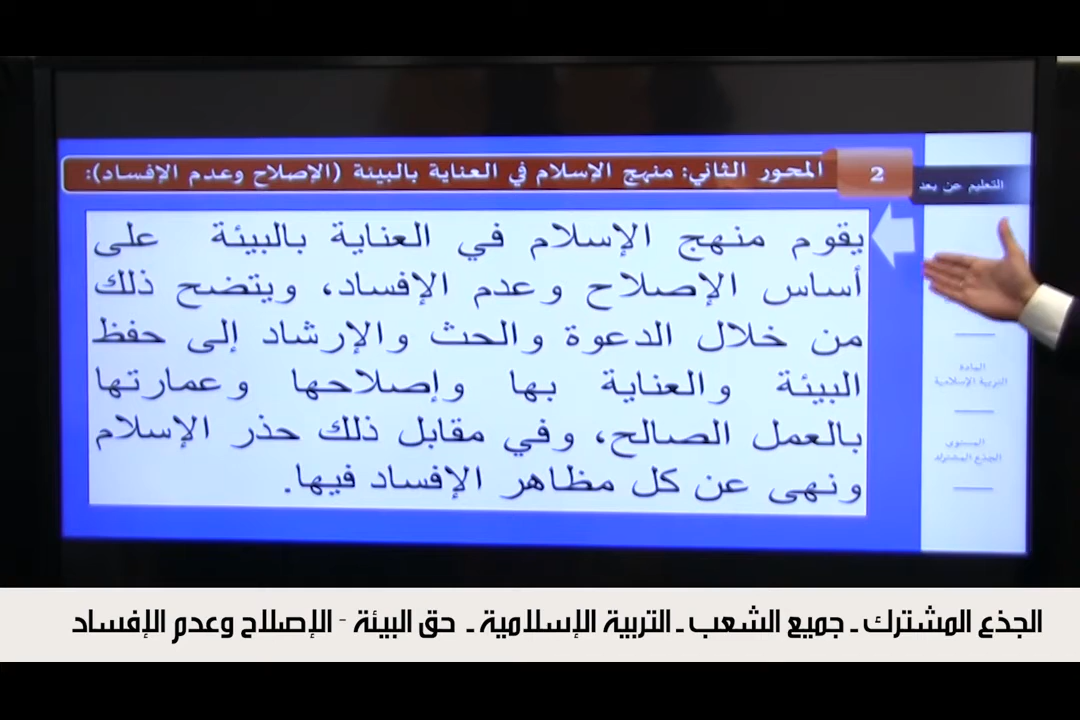 المحور الثاني: منهج الإسلام في العناية بالبيئة (الإصلاح وعدم الإفساد):
2
التعليم عن بعد
يقوم منهج الإسلام في العناية بالبيئة على
أساس الإصلاح وعدم الإفساد، ويتضح ذلك
من خلال الدعوة والحث والإرشاد إلى حفظ
البيئة والعناية بها وإصلاحها وعمارتها
بالعمل الصالح، وفي مقابل ذلك حذر الإسلام
ونهى عن كل مظاهر الإفساد فيها.
المادة
التربية الإسلامية
المستوى
الجذع المشترك
الجذع المشترك - جميع الشعب - التربية الإسلامية - حق البيئة - الإصلاح وعدم الإفساد